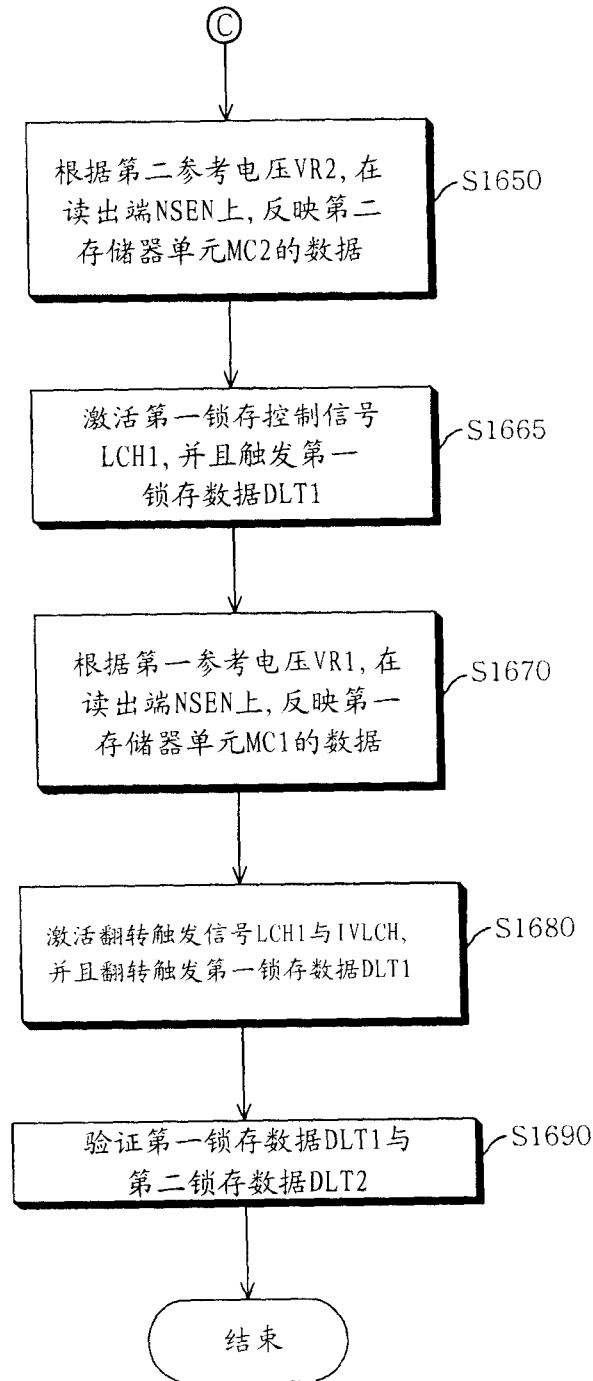 C
根据第二参考电压VR2,在
读出端NSEN上,反映第二
存储器单元MC2的数据
S1650
激活第一锁存控制信号
LCH1,并且触发第一
锁存数据DLT1
S1665
根据第一参考电压VR1,在
读出端NSEN上,反映第一
存储器单元MC1的数据
S1670
激活翻转触发信号LCH1与IVLCH,
并且翻转触发第一锁存数据DLT1
S1680
验证第一锁存数据DLT1与
第二锁存数据DLT2
S1690
结束